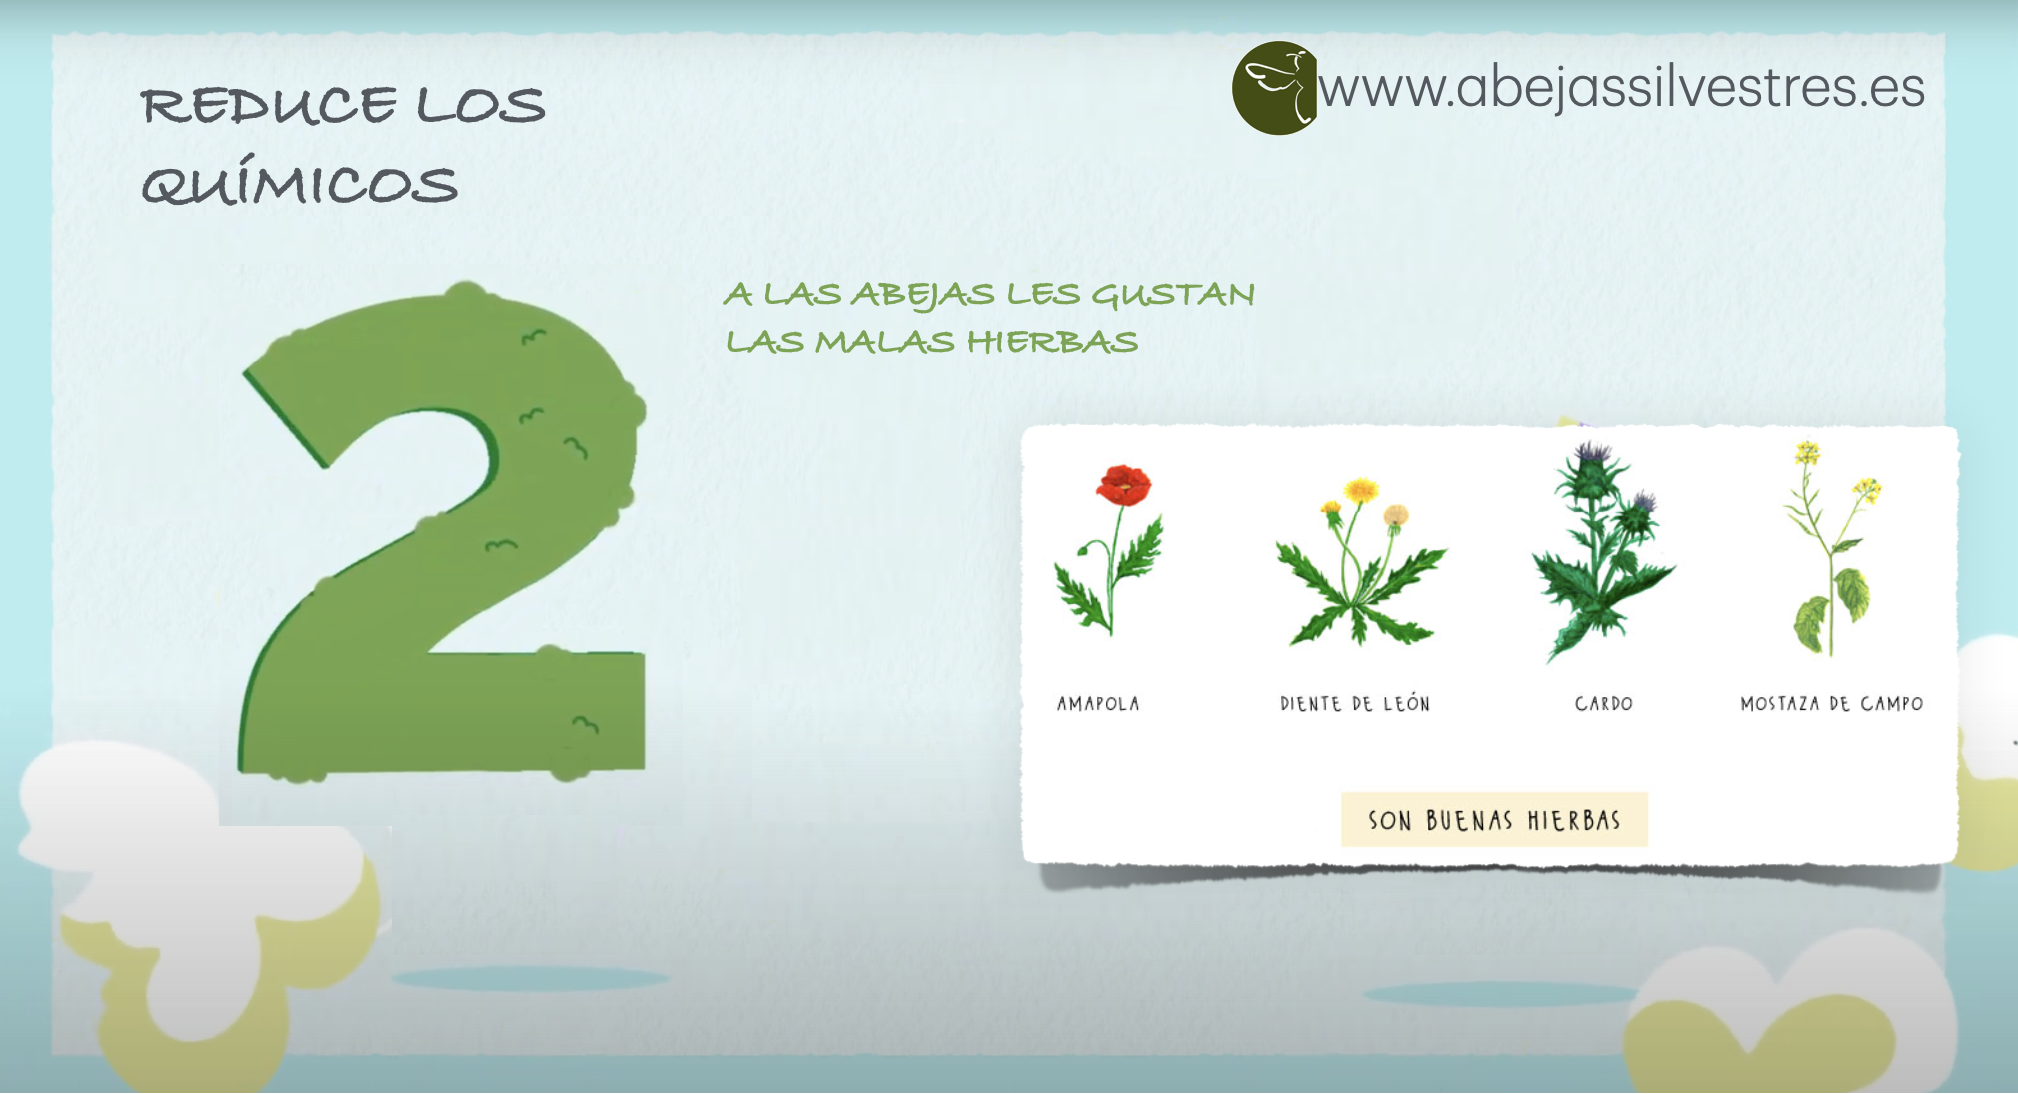 REDUCE LOS
QUÍMICOS
www.abejassilvestres.es
2
A LAS ABEJAS LES GUSTAN
LAS MALAS HIERBAS
AMAPOLA
DIENTE DE LEÓN
CARDO
MOSTAZA DE CAMPO
SON BUENAS HIERBAS